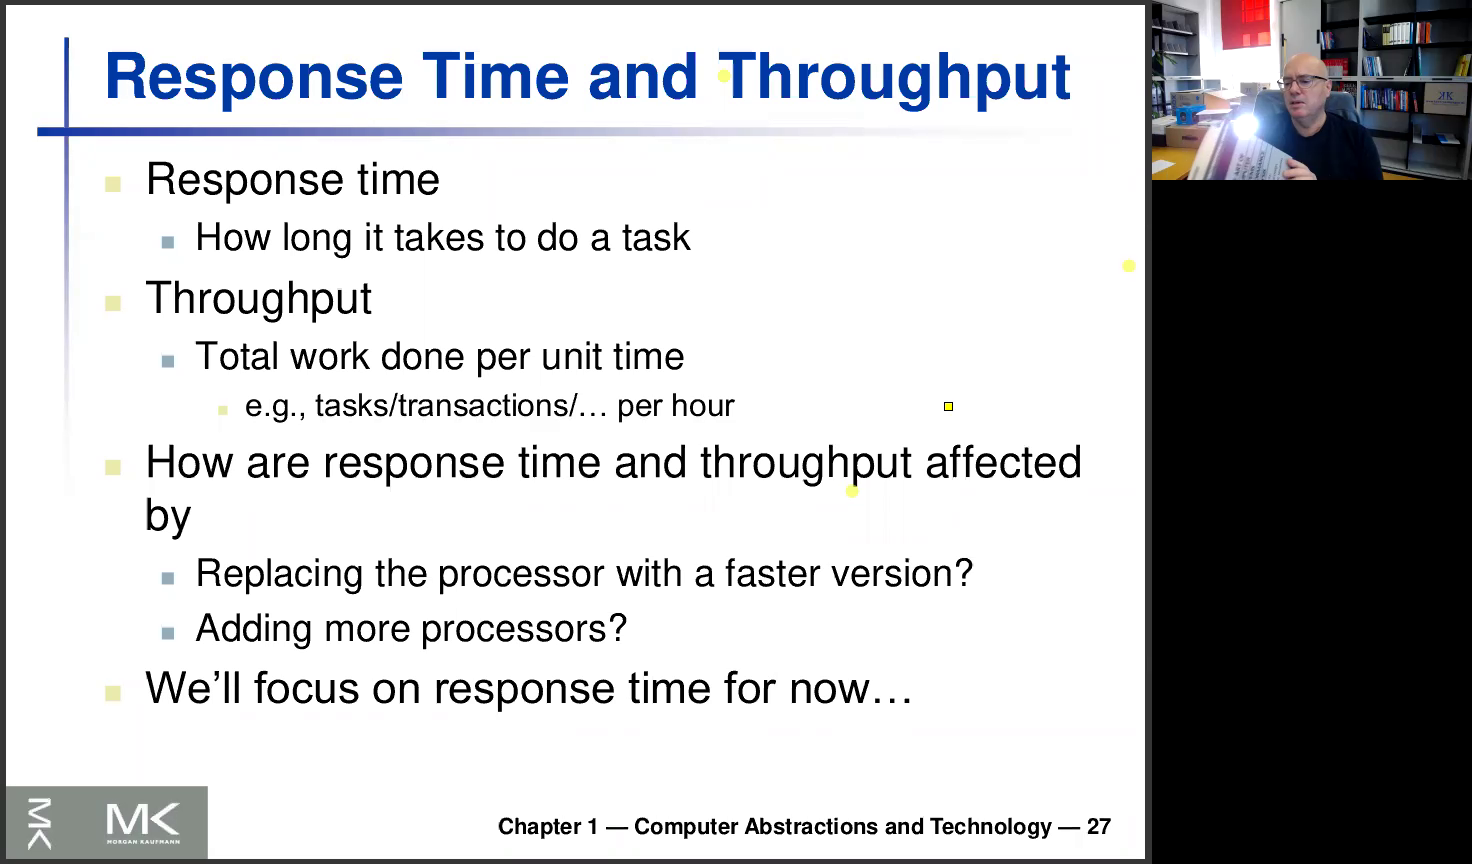 Response Time and Throughput
Response time
How long it takes to do a task
Throughput
Total work done per unit time
e.g., tasks/transactions/… per hour
How are response time and throughput affected
by
Replacing the processor with a faster version?
Adding more processors?
We’ll focus on response time for now…
MK
MK
MORGAN KAUFMANN
Chapter 1 — Computer Abstractions and Technology — 27